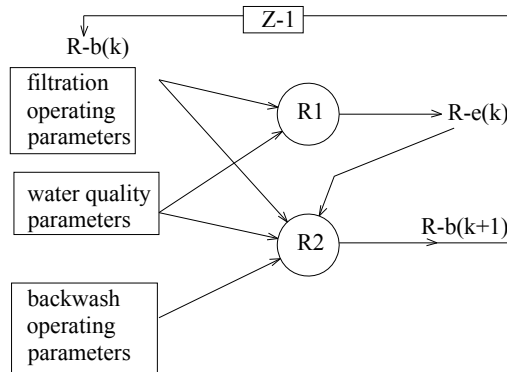 Z-1
R-b(k)
filtration
operating
parameters
R1
R-e(k)
water quality
parameters
R2
R-b(k+1)
backwash
operating
parameters